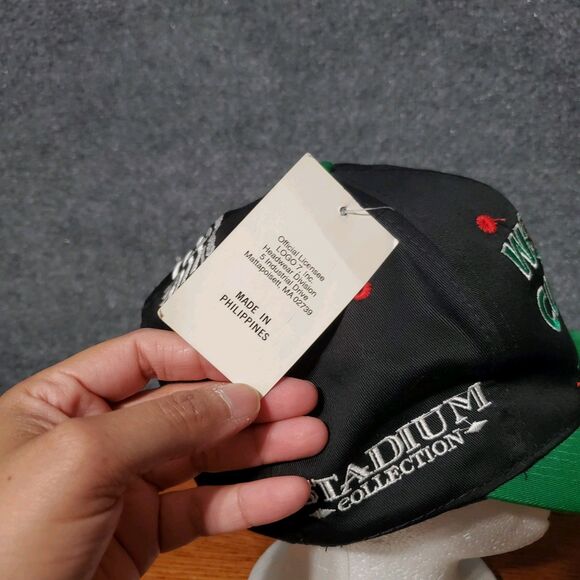 Official Licensee
LOGO 7, Inc.
Headwear Division
5 Industrial Drive
Mattapoisett, MA 02739
MADE IN
PHILIPPINES
STADIUM
COLLECTION